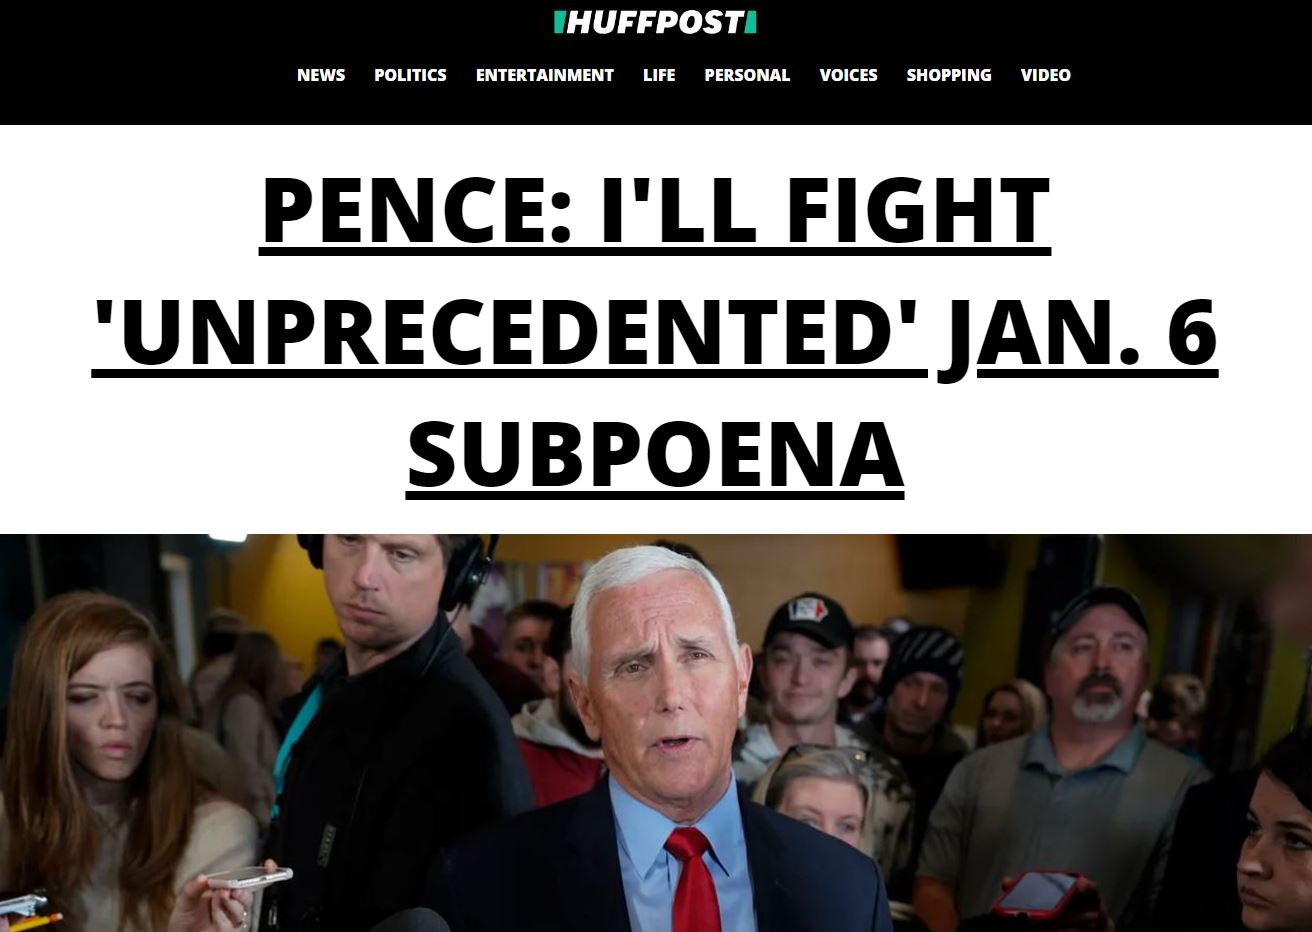 HUFFPOST
NEWS POLITICS ENTERTAINMENT LIFE PERSONAL VOICES SHOPPING VIDEO
PENCE: I'LL FIGHT
'UNPRECEDENTED' JAN. 6
SUBPOENA